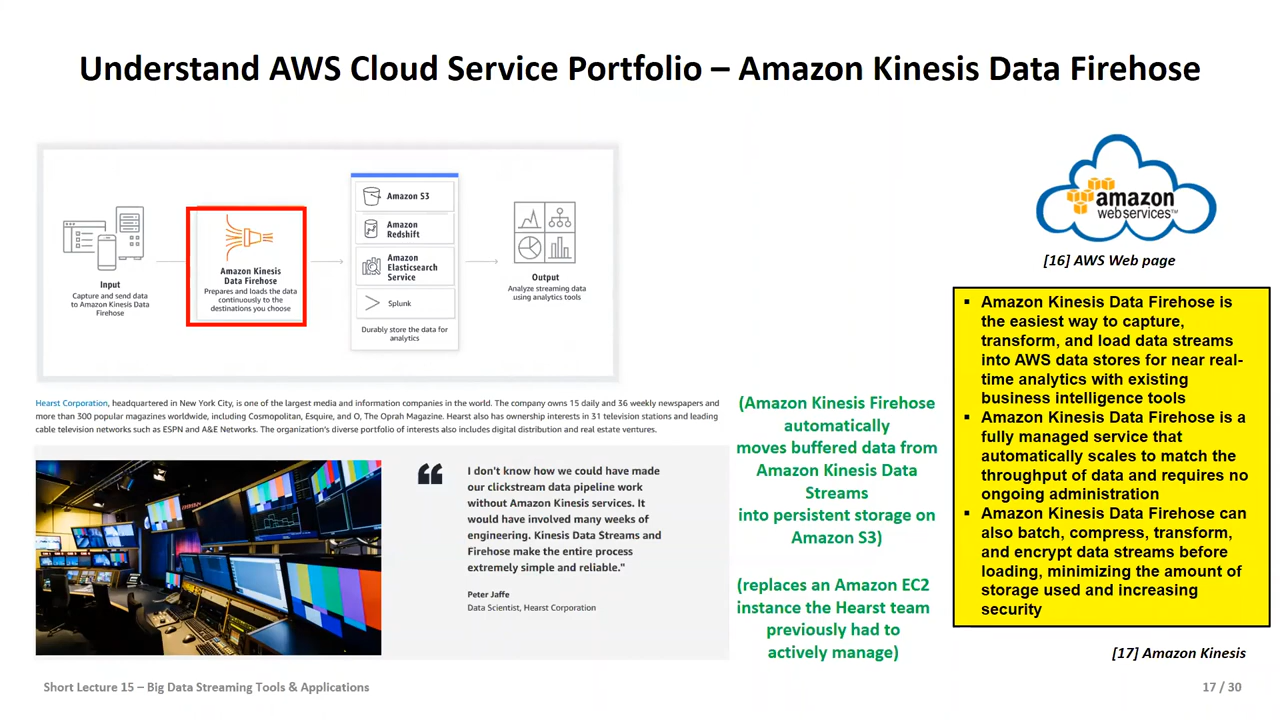 Understand AWS Cloud Service Portfolio – Amazon Kinesis Data Firehose
Input
Capture and send data
to Amazon Kinesis Data
Firehose
Amazon Kinesis
Data Firehose
Prepares and loads the data
continuously to the
destinations you choose
Amazon S3
Amazon
Redshift
Amazon
Elasticsearch
Service
Splunk
Durably store the data for
analytics
Output
Analyze streaming data
using analytics tools
amazon
webservices™
[16] AWS Web page
Hearst Corporation, headquartered in New York City, is one of the largest media and information companies in the world. The company owns 15 daily and 36 weekly newspapers and
more than 300 popular magazines worldwide, including Cosmopolitan, Esquire, and O, The Oprah Magazine. Hearst also has ownership interests in 31 television stations and leading
cable television networks such as ESPN and A&E Networks. The organization's diverse portfolio of interests also includes digital distribution and real estate ventures.
“ I don't know how we could have made
our clickstream data pipeline work
without Amazon Kinesis services. It
would have involved many weeks of
engineering. Kinesis Data Streams and
Firehose make the entire process
extremely simple and reliable."
Peter Jaffe
Data Scientist, Hearst Corporation
(Amazon Kinesis Firehose
automatically
moves buffered data from
Amazon Kinesis Data
Streams
into persistent storage on
Amazon S3)
(replaces an Amazon EC2
instance the Hearst team
previously had to
actively manage)
▪ Amazon Kinesis Data Firehose is
the easiest way to capture,
transform, and load data streams
into AWS data stores for near real-
time analytics with existing
business intelligence tools
▪ Amazon Kinesis Data Firehose is a
fully managed service that
automatically scales to match the
throughput of data and requires no
ongoing administration
▪ Amazon Kinesis Data Firehose can
also batch, compress, transform,
and encrypt data streams before
loading, minimizing the amount of
storage used and increasing
security
[17] Amazon Kinesis
Short Lecture 15 – Big Data Streaming Tools & Applications
17 / 30